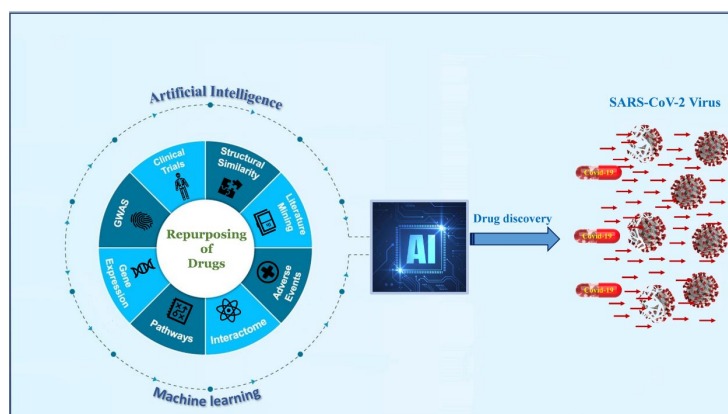 Artificial Intelligence
Clinical
Trials
Structural
Similarity
Literature
Mining
Adverse
Events
Interactome
Pathways
Gene
Expression
GWAS
Repurposing
of
Drugs
Machine learning
AI
Drug discovery
SARS-CoV-2 Virus
Covid-19
Covid-19
Covid-19